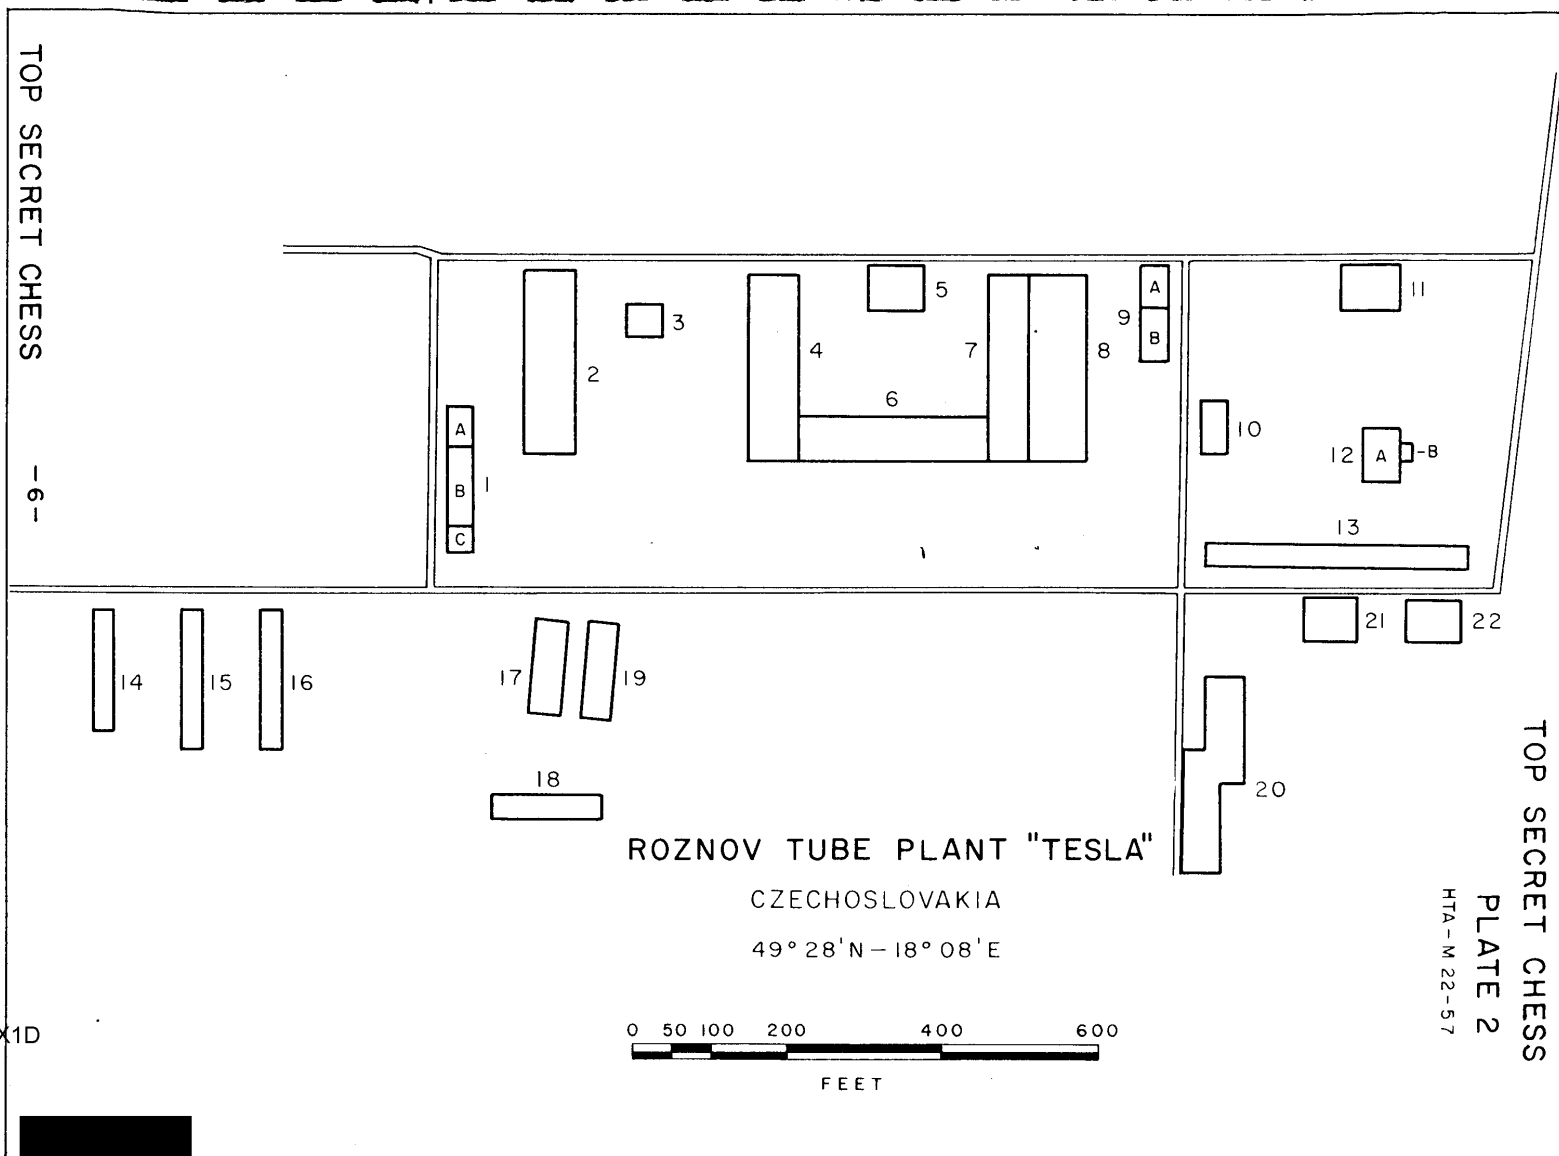 TOP SECRET CHESS
-6-
5
A
11
3
9
4
7
8
B
2
6
A
10
12 A -B
B
1
13
C
21
22
14
15
16
17
19
18
20
ROZNOV TUBE PLANT "TESLA"
CZECHOSLOVAKIA
49° 28'N – 18° 08'E
0 50 100 200 400 600
FEET
TOP SECRET CHESS
PLATE 2
HTA-M 22-57
X1D